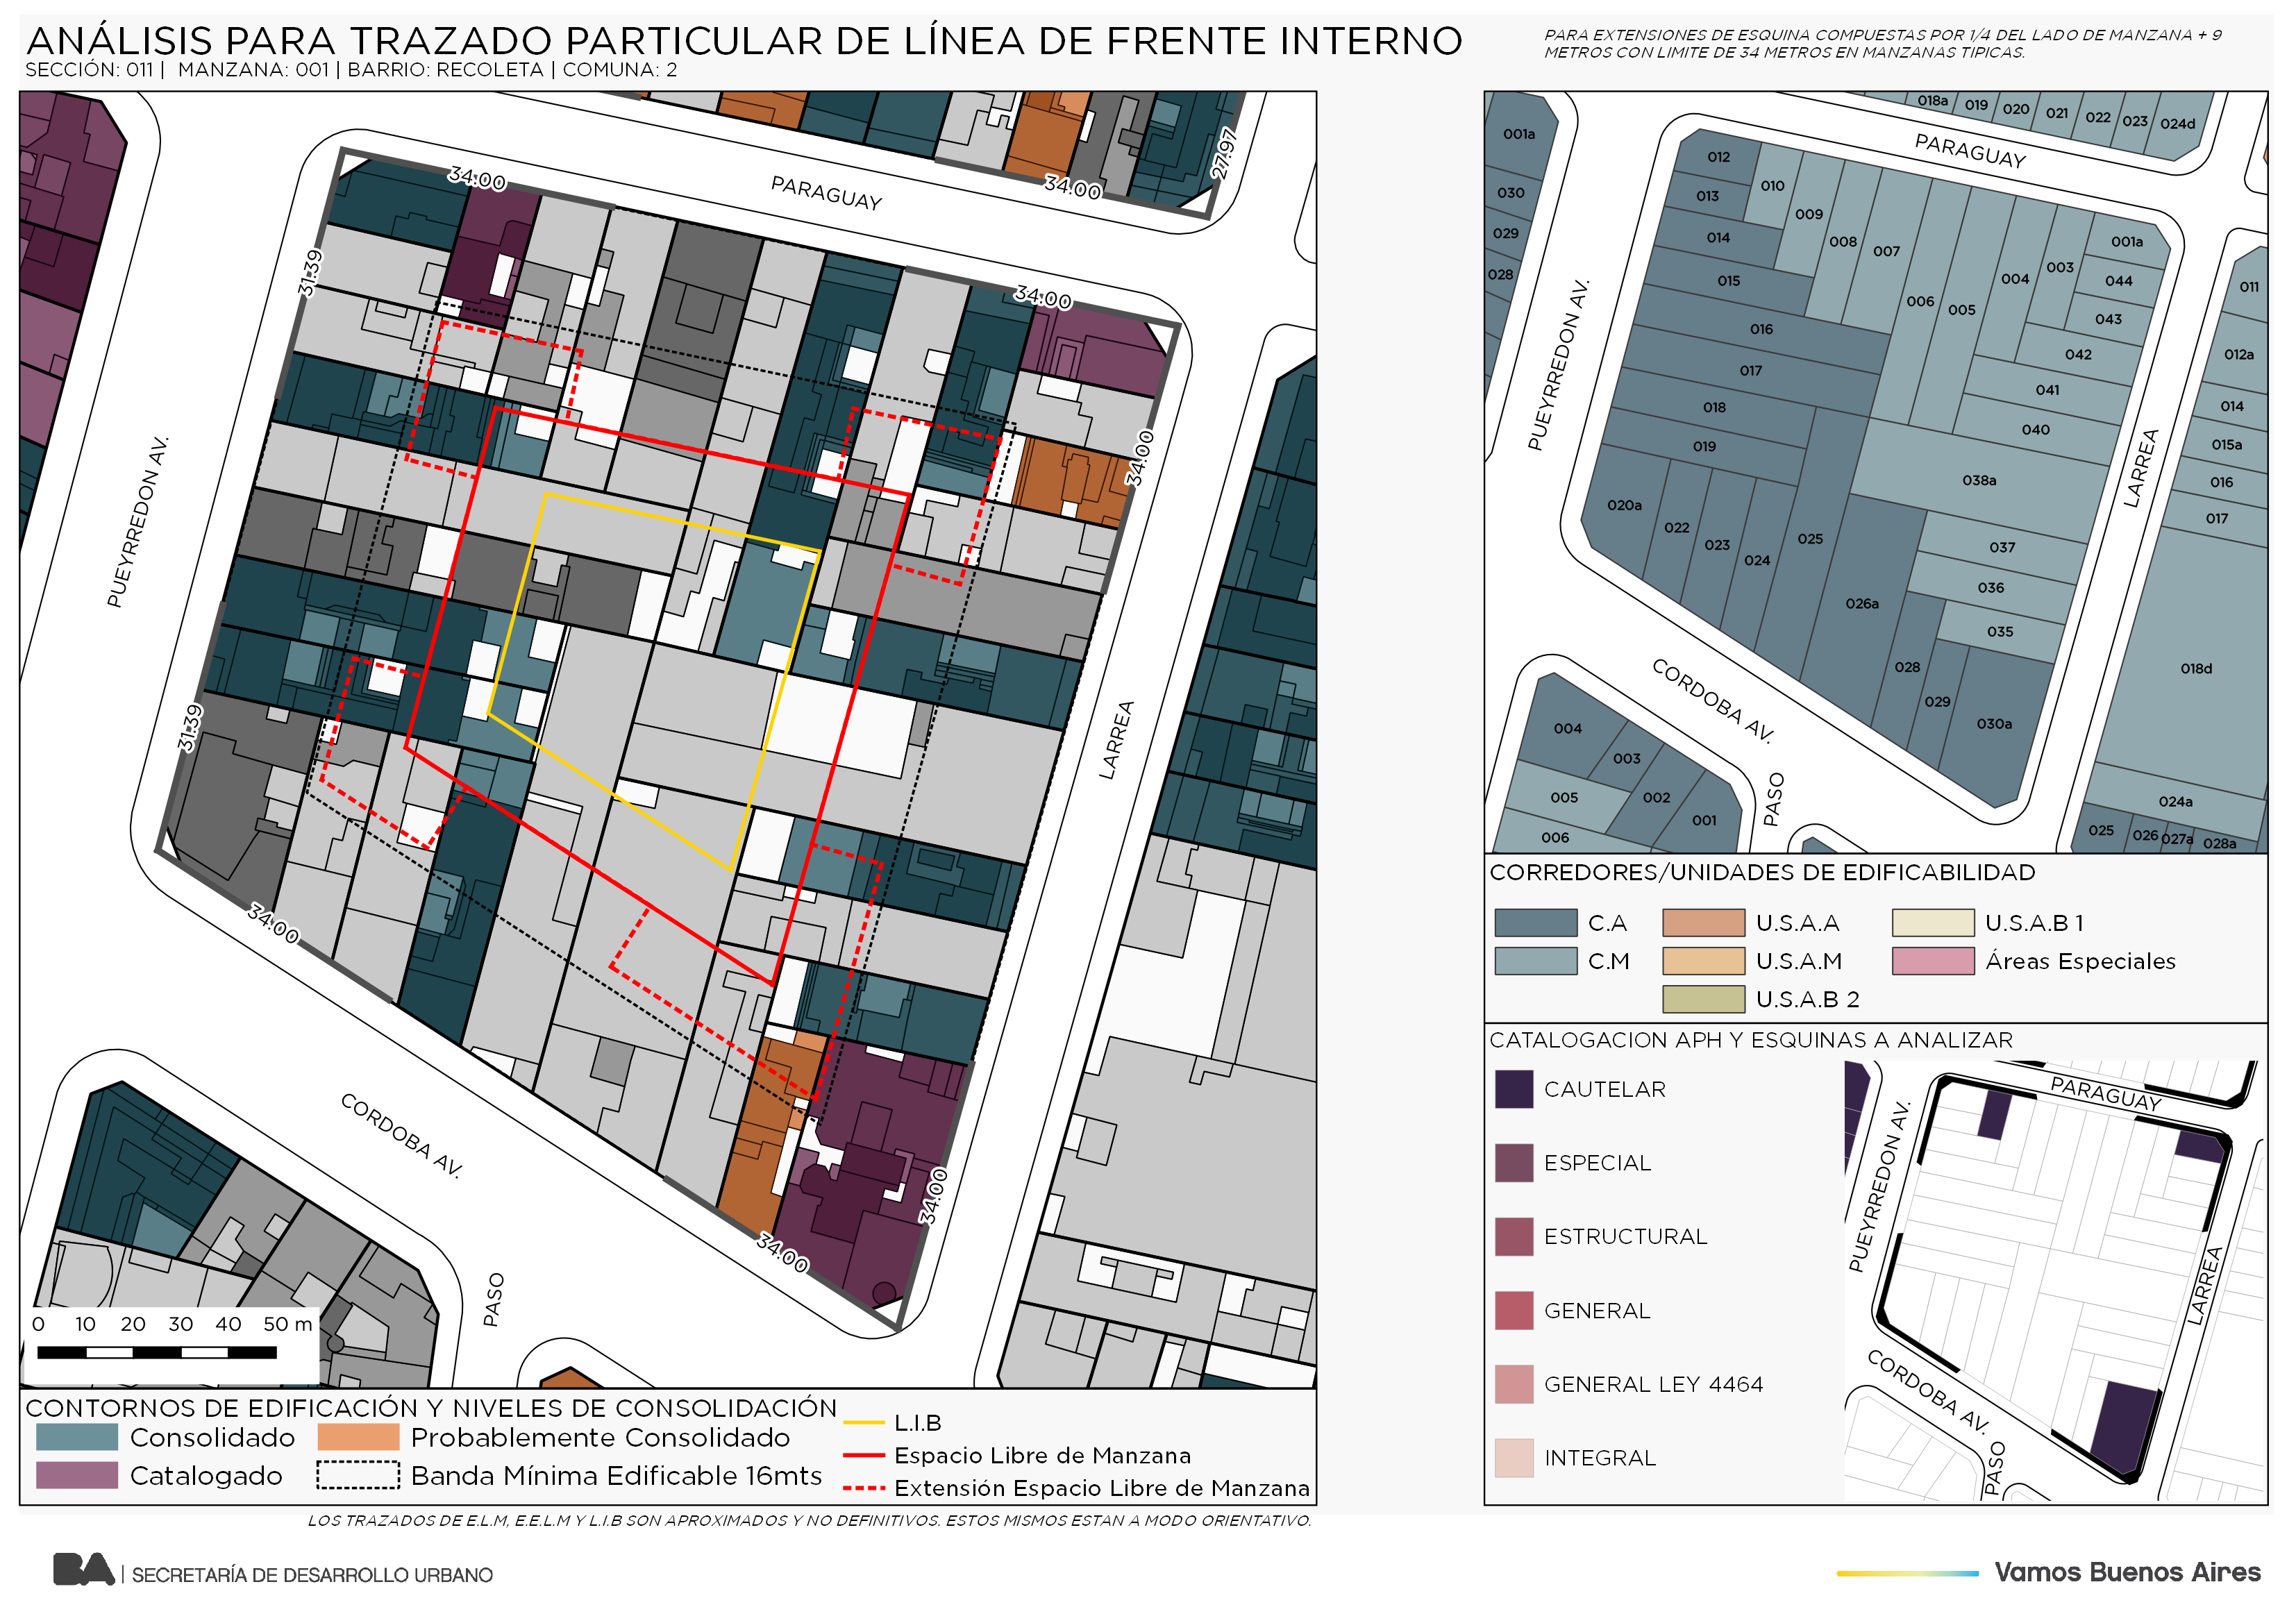 ANÁLISIS PARA TRAZADO PARTICULAR DE LÍNEA DE FRENTE INTERNO
SECCIÓN: 011 | MANZANA: 001 | BARRIO: RECOLETA | COMUNA: 2
PARA EXTENSIONES DE ESQUINA COMPUESTAS POR 1/4 DEL LADO DE MANZANA + 9
METROS CON LIMITE DE 34 METROS EN MANZANAS TIPICAS.
34.00
PARAGUAY
34.00
27.97
31.39
34.00
34.00
PUEYRREDON AV.
LARREA
31.39
34.00
CORDOBA AV.
34.00
34.00
PASO
0 10 20 30 40 50 m
CONTORNOS DE EDIFICACIÓN Y NIVELES DE CONSOLIDACIÓN
Consolidado
Probablemente Consolidado
Catalogado
Banda Mínima Edificable 16mts
L.I.B
Espacio Libre de Manzana
Extensión Espacio Libre de Manzana
LOS TRAZADOS DE E.L.M, E.E.L.M Y L.I.B SON APROXIMADOS Y NO DEFINITIVOS. ESTOS MISMOS ESTAN A MODO ORIENTATIVO.
018a 019 020 021 022 023 024d
001a
030
029
028
PARAGUAY
PUEYRREDON AV.
LARREA
CORDOBA AV.
PASO
012
013
014
015
016
017
018
019
020a
022
023
024
025
026a
028
029
030a
010
009
008
007
006
005
004
003
001a
044
043
042
041
040
038a
037
036
035
011
012a
014
015a
016
017
018d
024a
025 026 027a 028a
004
003
002
001
005
006
CORREDORES/UNIDADES DE EDIFICABILIDAD
C.A
U.S.A.A
U.S.A.B 1
C.M
U.S.A.M
Áreas Especiales
U.S.A.B 2
CATALOGACION APH Y ESQUINAS A ANALIZAR
CAUTELAR
ESPECIAL
ESTRUCTURAL
GENERAL
GENERAL LEY 4464
INTEGRAL
PARAGUAY
PUEYRREDON AV.
LARREA
CORDOBA AV.
PASO
BA | SECRETARÍA DE DESARROLLO URBANO
Vamos Buenos Aires